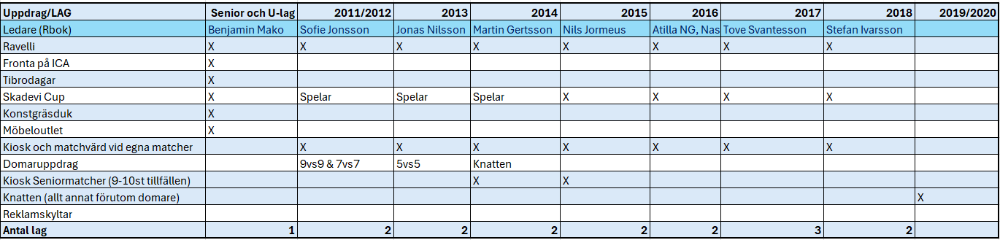 Uppdrag/LAG Senior och U-lag 2011/2012 2013 2014 2015 2016 2017 2018 2019/2020
Ledare (Rbok) Benjamin Mako Sofie Jonsson Jonas Nilsson Martin Gertsson Nils Jormeus Atilla NG, Nas Tove Svantesson Stefan Ivarsson
Ravelli X X X X X X X X
Fronta på ICA X
Tibrodagar X
Skadevi Cup X Spelar Spelar Spelar X X X X
Konstgräsduk X
Möbeloutlet X
Kiosk och matchvärd vid egna matcher X X X X X X X
Domaruppdrag 9vs9 & 7vs7 5vs5 Knatten
Kiosk Seniormatcher (9-10st tillfällen) X X
Knatten (allt annat förutom domare) X
Reklamskyltar
Antal lag 1 2 2 2 2 2 3 2